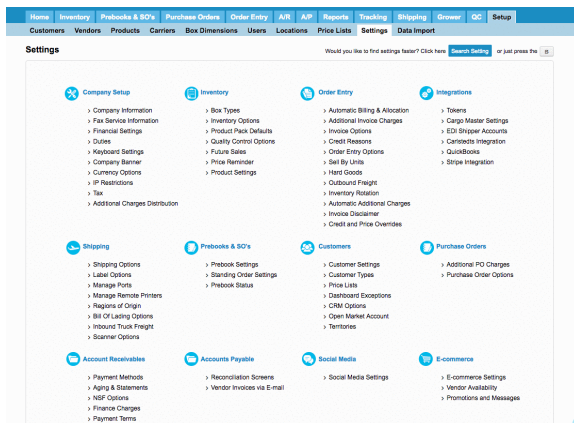 Home Inventory Prebooks & SO's Purchase Orders Order Entry A/R A/P Reports Tracking Shipping Grower QC Setup
Customers Vendors Products Carriers Box Dimensions Users Locations Price Lists Settings Data Import
Settings
Would you like to find settings faster? Click here Search Setting or just press the
Company Setup
> Company Information
> Fax Service Information
> Financial Settings
> Duties
> Keyboard Settings
> Company Banner
> Currency Options
> IP Restrictions
> Tax
> Additional Charges Distribution
Inventory
> Box Types
> Inventory Options
> Product Pack Defaults
> Quality Control Options
> Future Sales
> Price Reminder
> Product Settings
Order Entry
> Automatic Billing & Allocation
> Additional Invoice Charges
> Invoice Options
> Credit Reasons
> Order Entry Options
> Sell By Units
> Hard Goods
> Outbound Freight
> Inventory Rotation
> Automatic Additional Charges
> Invoice Disclaimer
> Credit and Price Overrides
Integrations
> Tokens
> Cargo Master Settings
> EDI Shipper Accounts
> Carlstedts Integration
> QuickBooks
> Stripe Integration
Shipping
> Shipping Options
> Label Options
> Manage Ports
> Manage Remote Printers
> Regions of Origin
> Bill Of Lading Options
> Inbound Truck Freight
> Scanner Options
Prebooks & SO's
> Prebook Settings
> Standing Order Settings
> Prebook Status
Customers
> Customer Settings
> Customer Types
> Price Lists
> Dashboard Exceptions
> CRM Options
> Open Market Account
> Territories
Purchase Orders
> Additional PO Charges
> Purchase Order Options
Account Receivables
> Payment Methods
> Aging & Statements
> NSF Options
> Finance Charges
> Payment Terms
Accounts Payable
> Reconciliation Screens
> Vendor Invoices via E-mail
Social Media
> Social Media Settings
E-commerce
> E-commerce Settings
> Vendor Availability
> Promotions and Messages